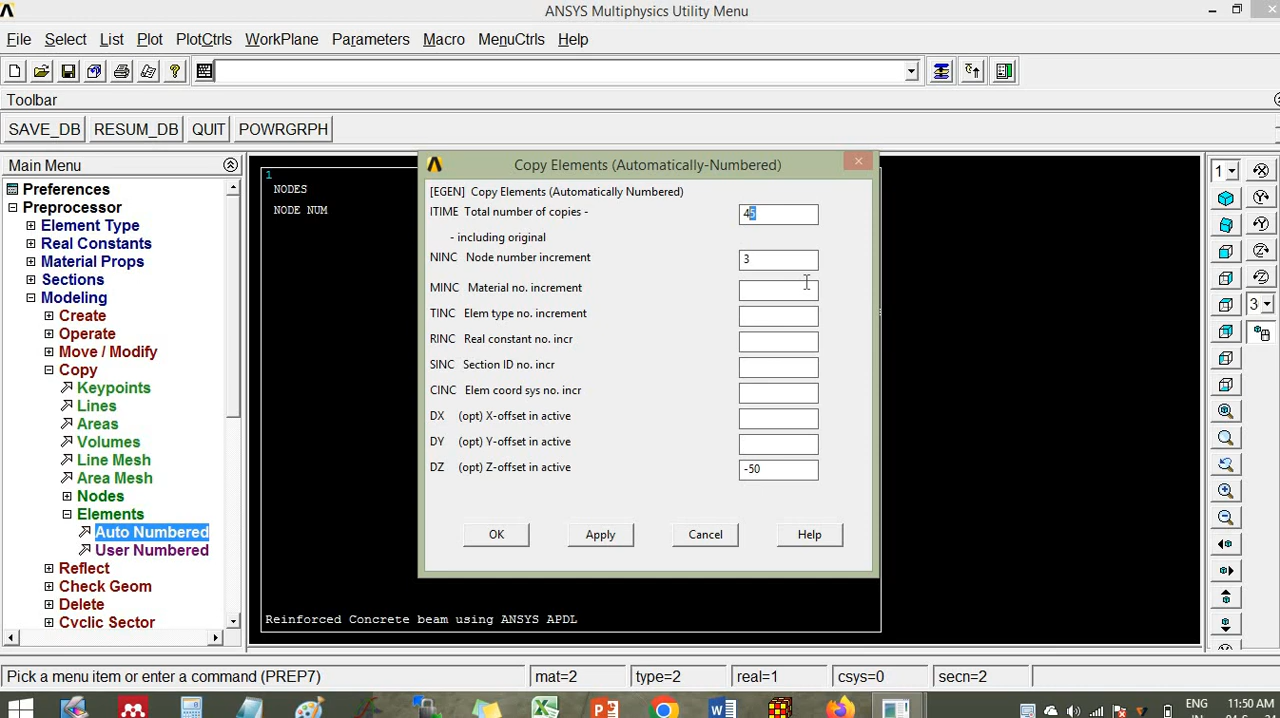 ANSYS Multiphysics Utility Menu
File Select List Plot PlotCtrls WorkPlane Parameters Macro MenuCtrls Help
Toolbar
SAVE_DB RESUM_DB QUIT POWRGRPH
Main Menu
Preferences
Preprocessor
Element Type
Real Constants
Material Props
Sections
Modeling
Create
Operate
Move / Modify
Copy
Keypoints
Lines
Areas
Volumes
Line Mesh
Area Mesh
Nodes
Elements
Auto Numbered
User Numbered
Reflect
Check Geom
Delete
Cyclic Sector
1
NODES
NODE NUM
Copy Elements (Automatically-Numbered)
[EGEN] Copy Elements (Automatically Numbered)
ITIME Total number of copies - 45
- including original
NINC Node number increment 3
MINC Material no. increment
TINC Elem type no. increment
RINC Real constant no. incr
SINC Section ID no. incr
CINC Elem coord sys no. incr
DX (opt) X-offset in active
DY (opt) Y-offset in active
DZ (opt) Z-offset in active -50
OK Apply Cancel Help
Reinforced Concrete beam using ANSYS APDL
1
3
Pick a menu item or enter a command (PREP7) mat=2 type=2 real=1 csys=0 secn=2
11:50 AM